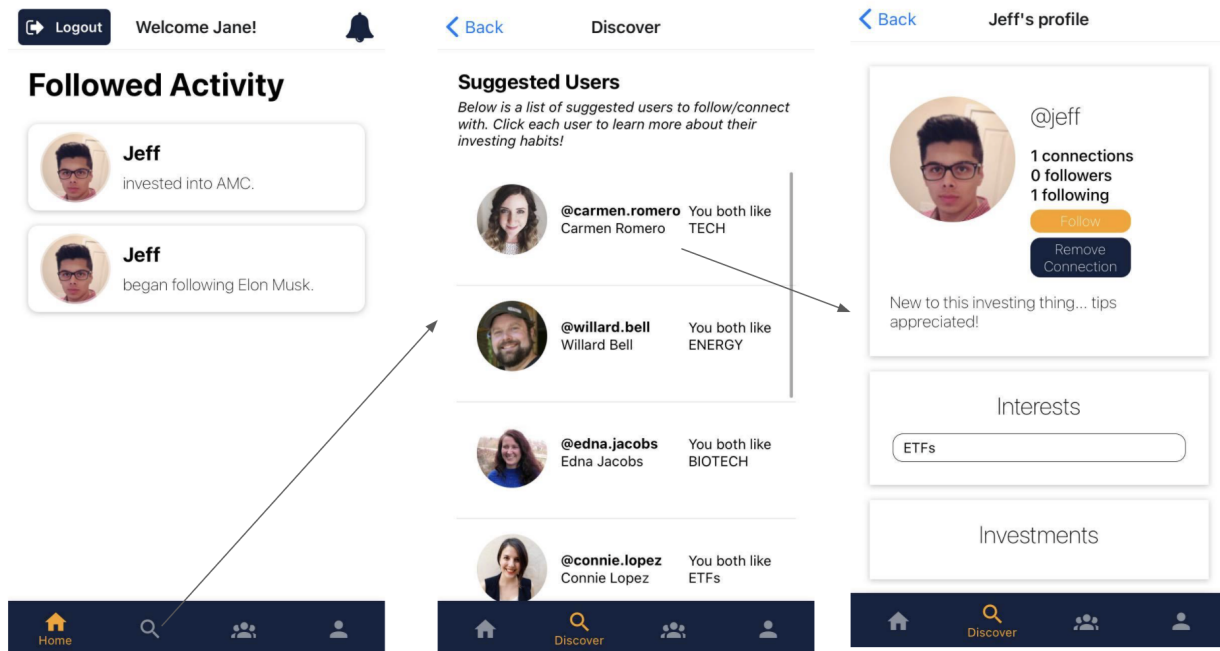 Logout
Welcome Jane!
Followed Activity
Jeff
invested into AMC.
Jeff
began following Elon Musk.
Home
Back
Discover
Suggested Users
Below is a list of suggested users to follow/connect
with. Click each user to learn more about their
investing habits!
@carmen.romero You both like
Carmen Romero TECH
@willard.bell You both like
Willard Bell ENERGY
@edna.jacobs You both like
Edna Jacobs BIOTECH
@connie.lopez You both like
Connie Lopez ETFs
Discover
Back
Jeff's profile
@jeff
1 connections
0 followers
1 following
Follow
Remove
Connection
New to this investing thing... tips
appreciated!
Interests
ETFs
Investments
Discover